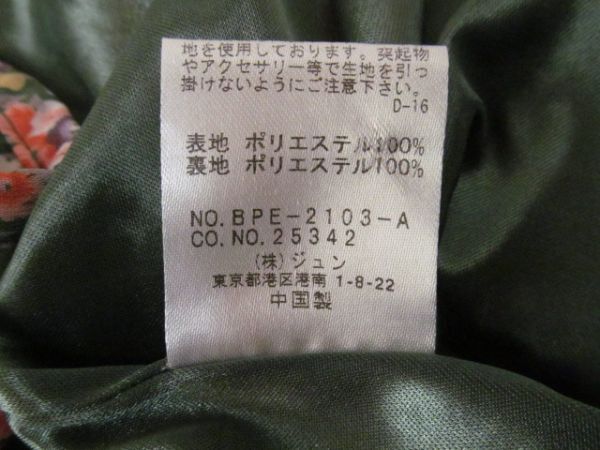 地を使用しております。突起物
やアクセサリー等で生地を引っ
掛けないようにご注意下さい。
D-16
表地 ポリエステル100%
裏地 ポリエステル100%
NO.BPE-2103-A
CO.NO.25342
(株)ジュン
東京都港区港南 1-8-22
中国製